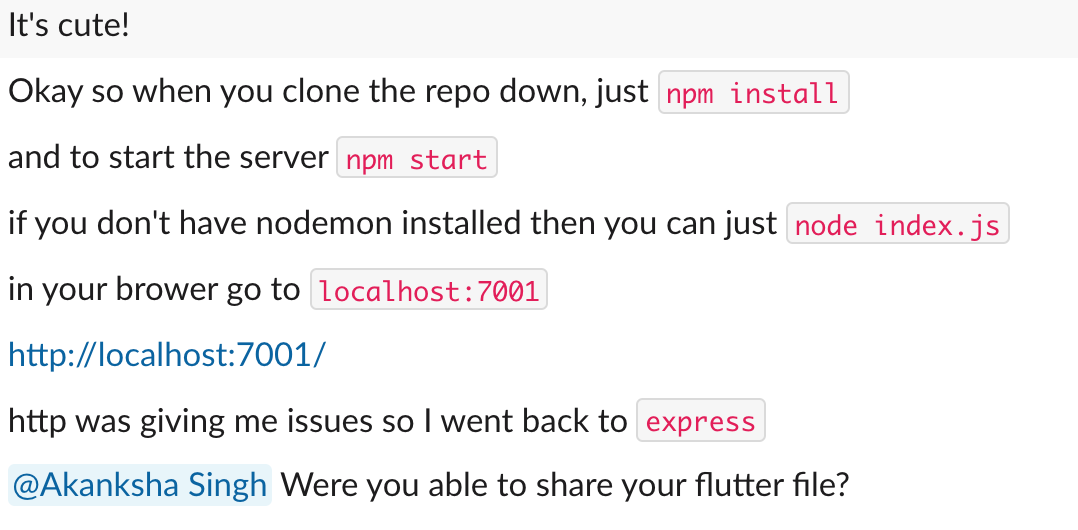 It's cute!
Okay so when you clone the repo down, just npm install
and to start the server npm start
if you don't have nodemon installed then you can just node index.js
in your brower go to localhost:7001
http://localhost:7001/
http was giving me issues so I went back to express
@Akanksha Singh Were you able to share your flutter file?